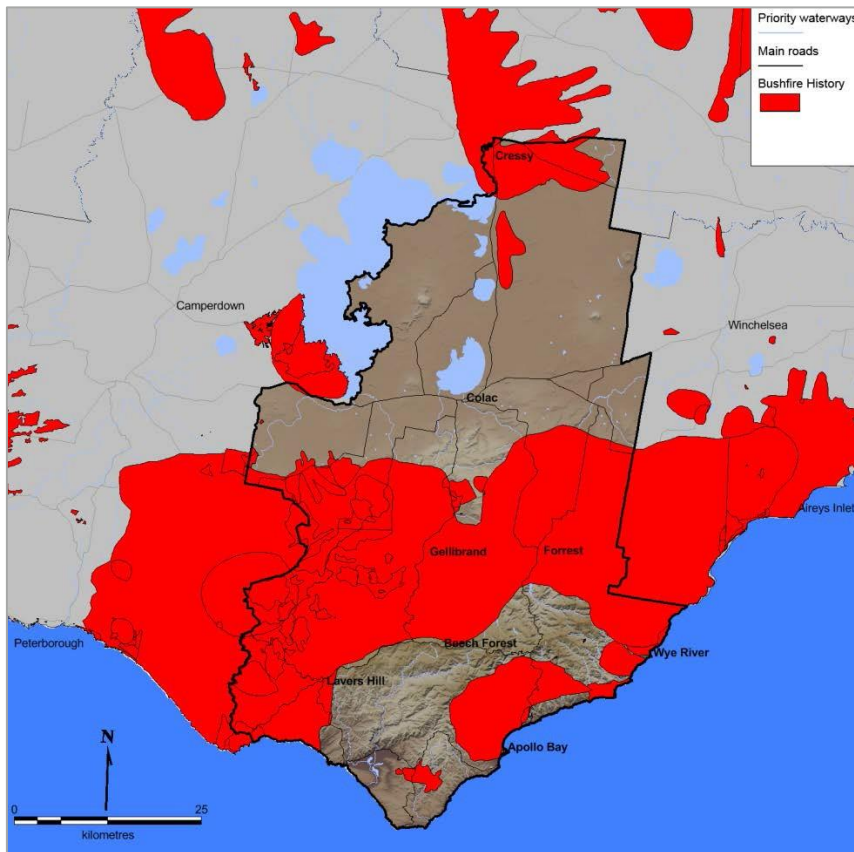 Priority waterways
Main roads
Bushfire History
Cressy
Camperdown
Winchelsea
Colac
Aireys Inlet
Gellibrand
Forrest
Peterborough
Beech Forest
Wye River
Lavers Hill
Apollo Bay
N
0 25
kilometres